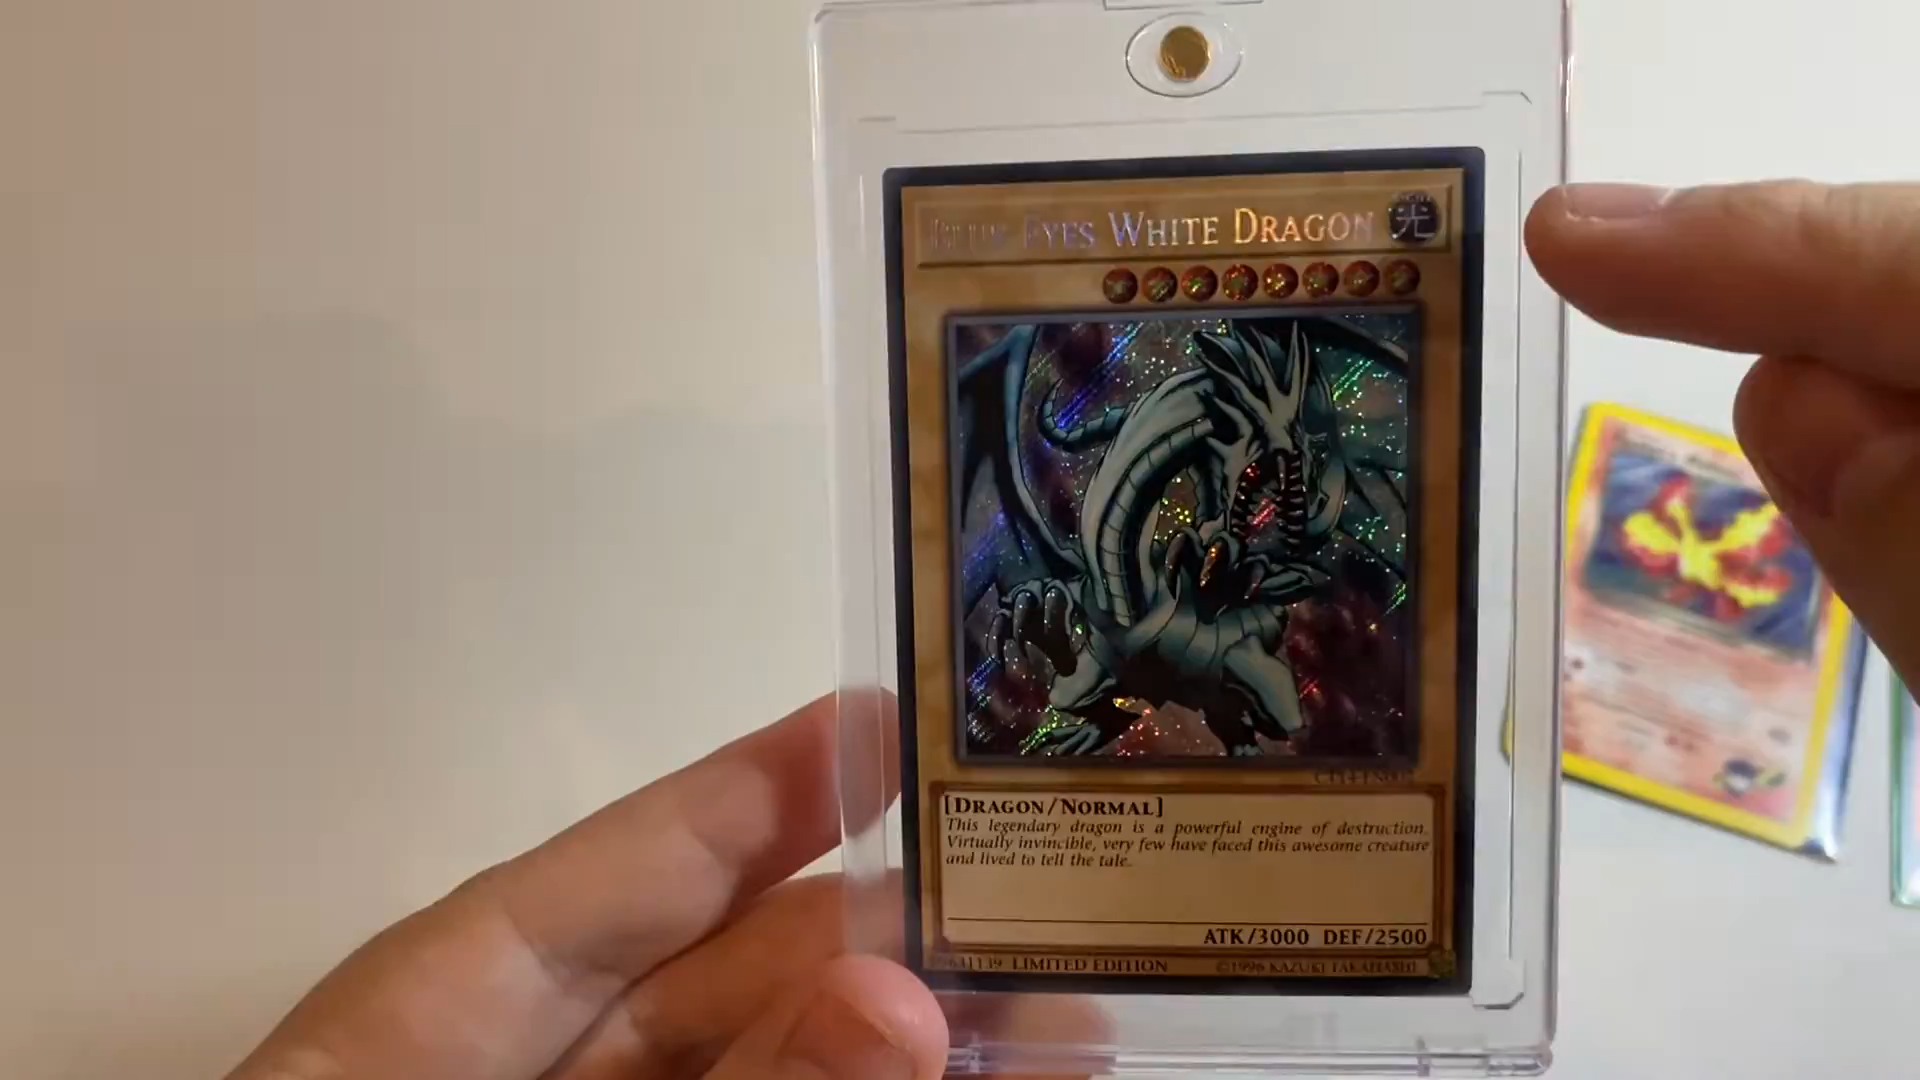 BLUE-EYES WHITE DRAGON
光
CT14-EN002
[DRAGON/NORMAL]
This legendary dragon is a powerful engine of destruction.
Virtually invincible, very few have faced this awesome creature
and lived to tell the tale.
ATK/3000 DEF/2500
LIMITED EDITION ©1996 KAZUKI TAKAHASHI